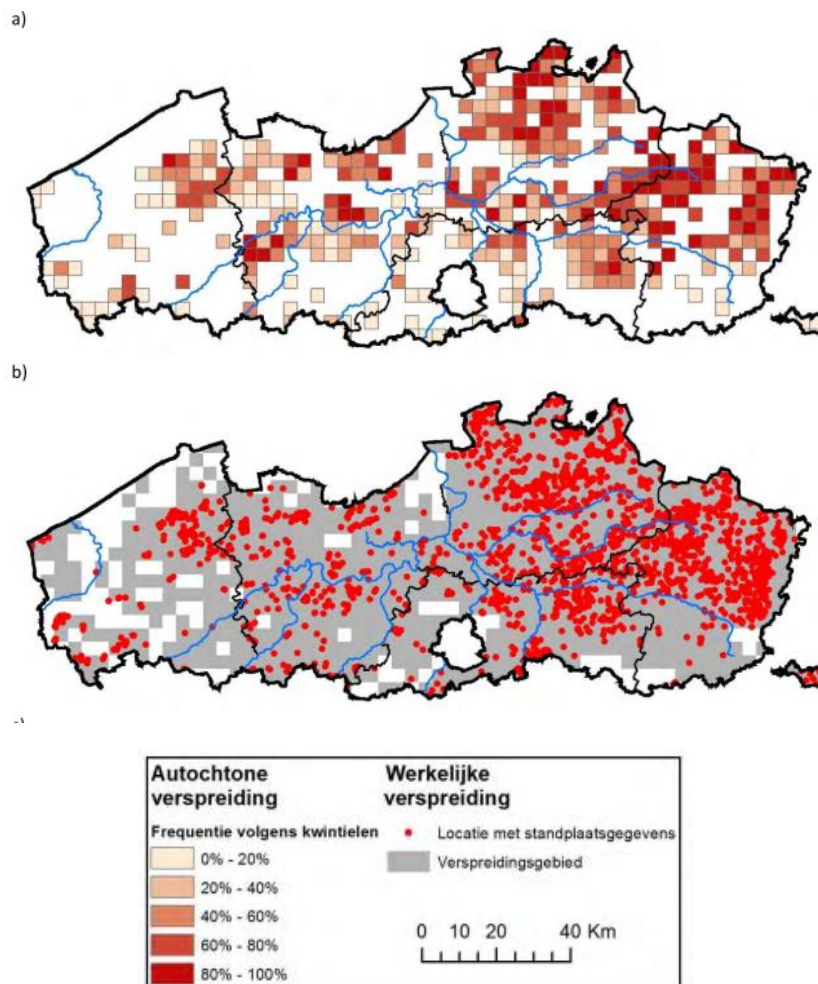 a)
b)
Autochtone
verspreiding
Frequentie volgens kwintielen
0% - 20%
20% - 40%
40% - 60%
60% - 80%
80% - 100%
Werkelijke
verspreiding
Locatie met standplaatsgegevens
Verspreidingsgebied
0 10 20 40 Km